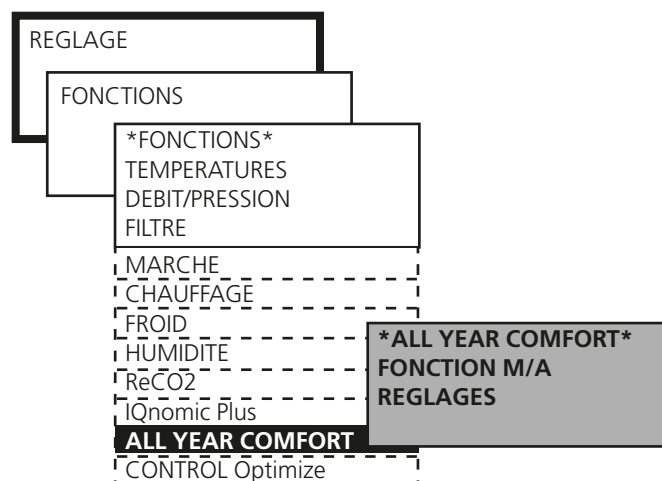 REGLAGE
FONCTIONS
*FONCTIONS*
TEMPERATURES
DEBIT/PRESSION
FILTRE
MARCHE
CHAUFFAGE
FROID
HUMIDITE
ReCO2
IQnomic Plus
ALL YEAR COMFORT
CONTROL Optimize
*ALL YEAR COMFORT*
FONCTION M/A
REGLAGES